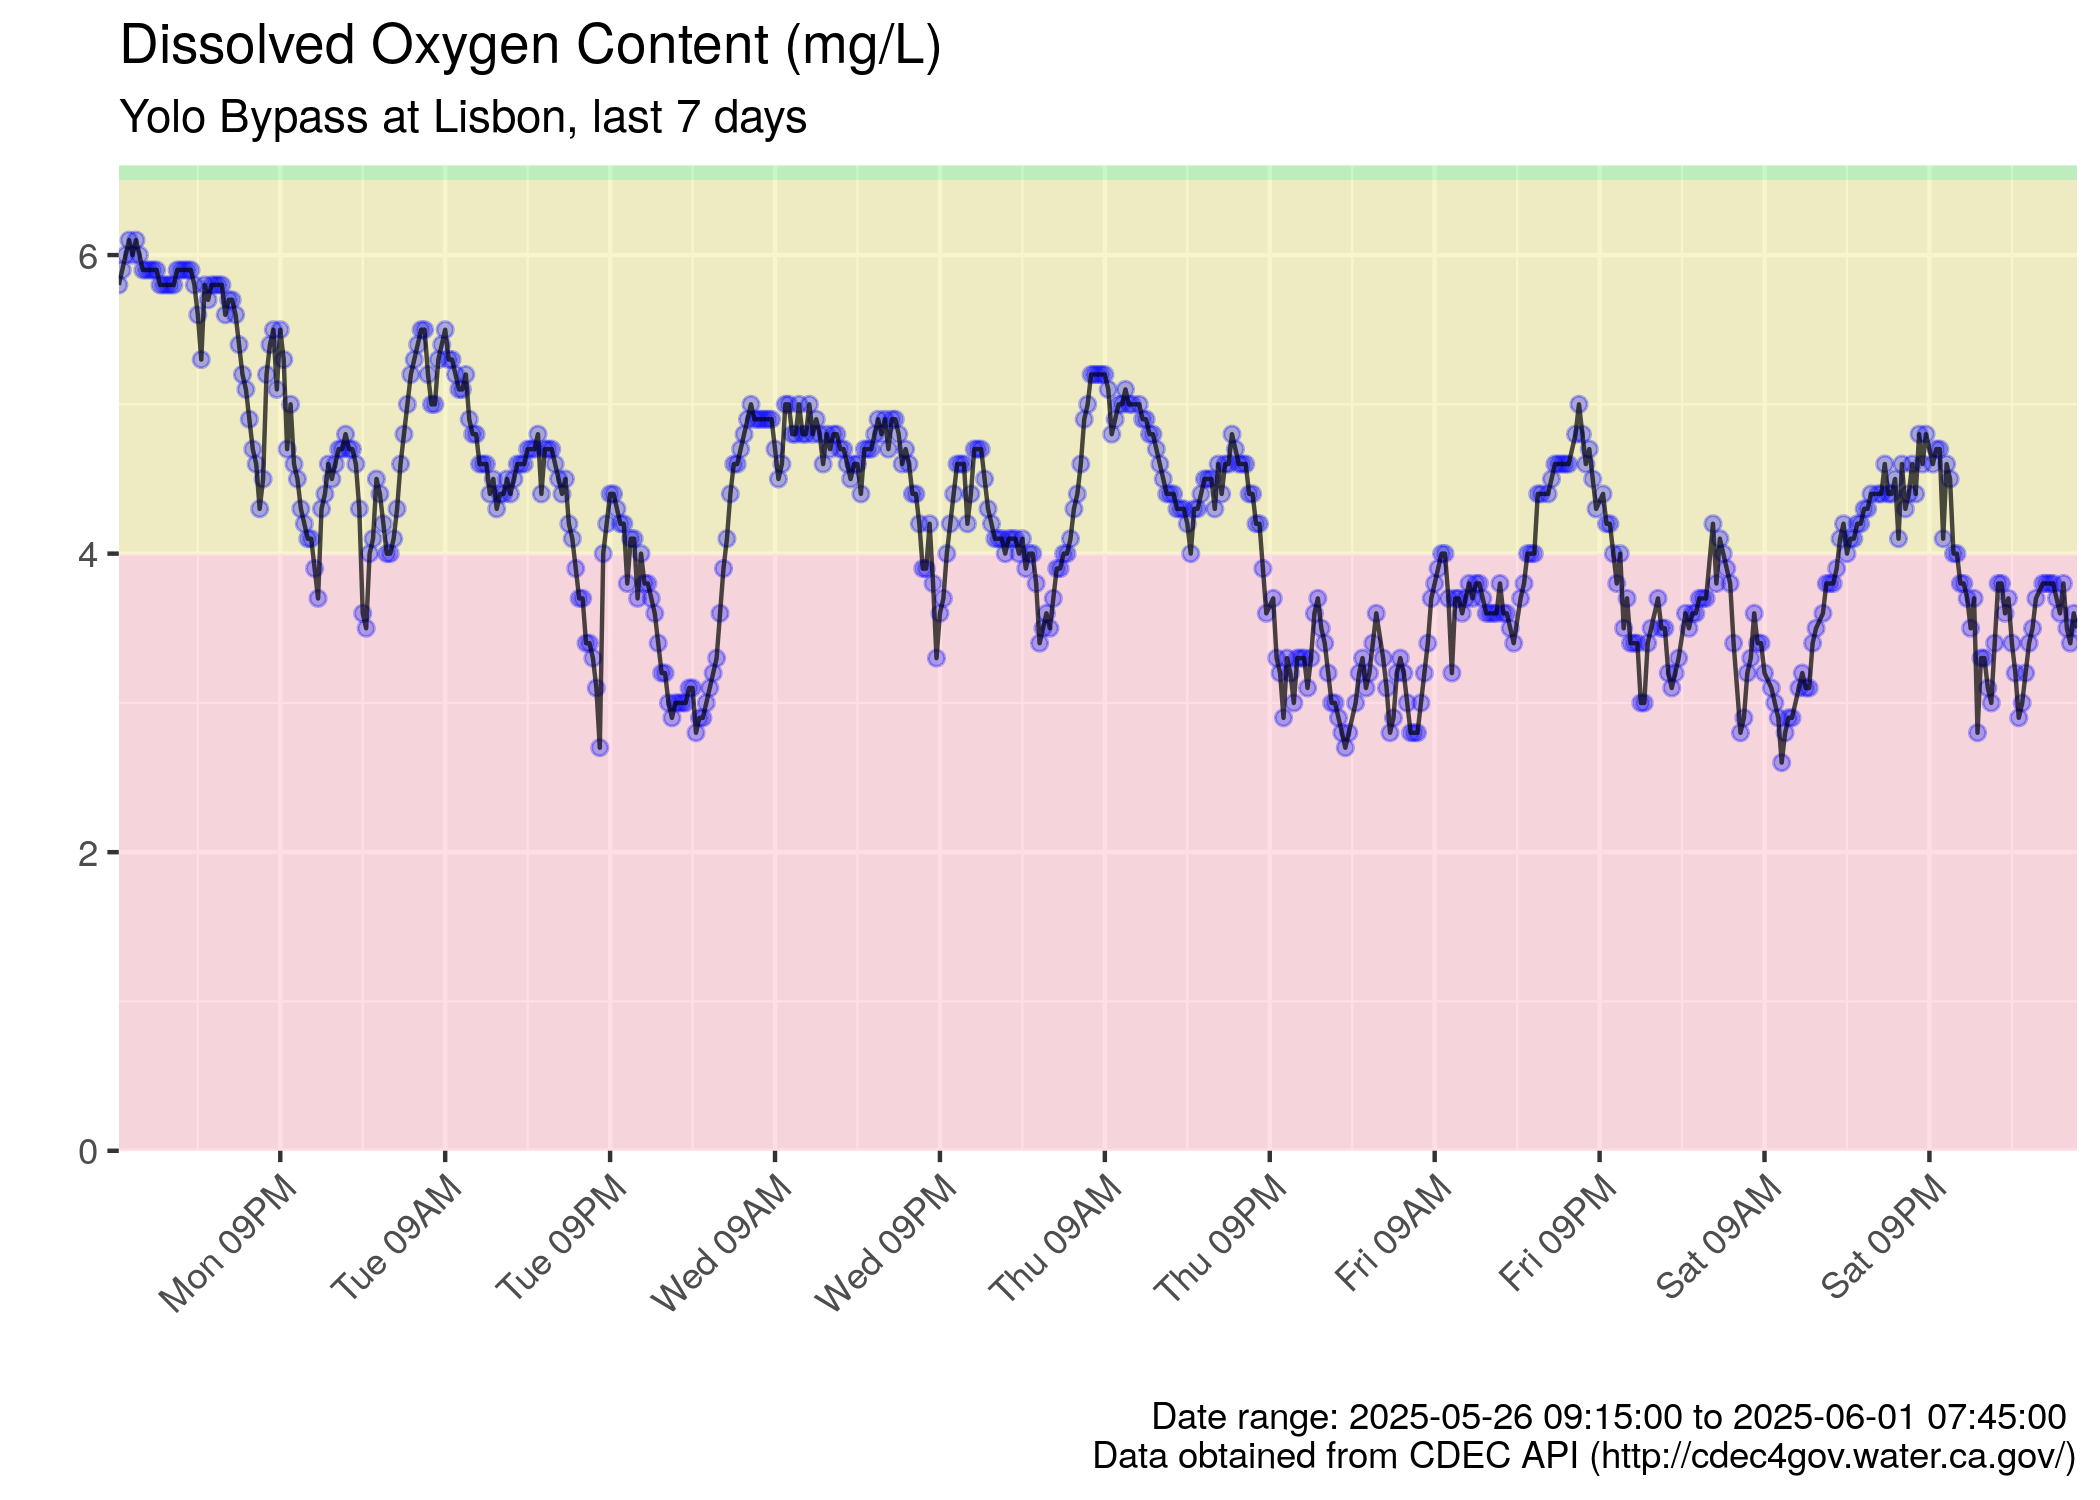 Dissolved Oxygen Content (mg/L)
Yolo Bypass at Lisbon, last 7 days
6
4
2
0
Mon 09PM
Tue 09AM
Tue 09PM
Wed 09AM
Wed 09PM
Thu 09AM
Thu 09PM
Fri 09AM
Fri 09PM
Sat 09AM
Sat 09PM
Date range: 2025-05-26 09:15:00 to 2025-06-01 07:45:00
Data obtained from CDEC API (http://cdec4gov.water.ca.gov/)